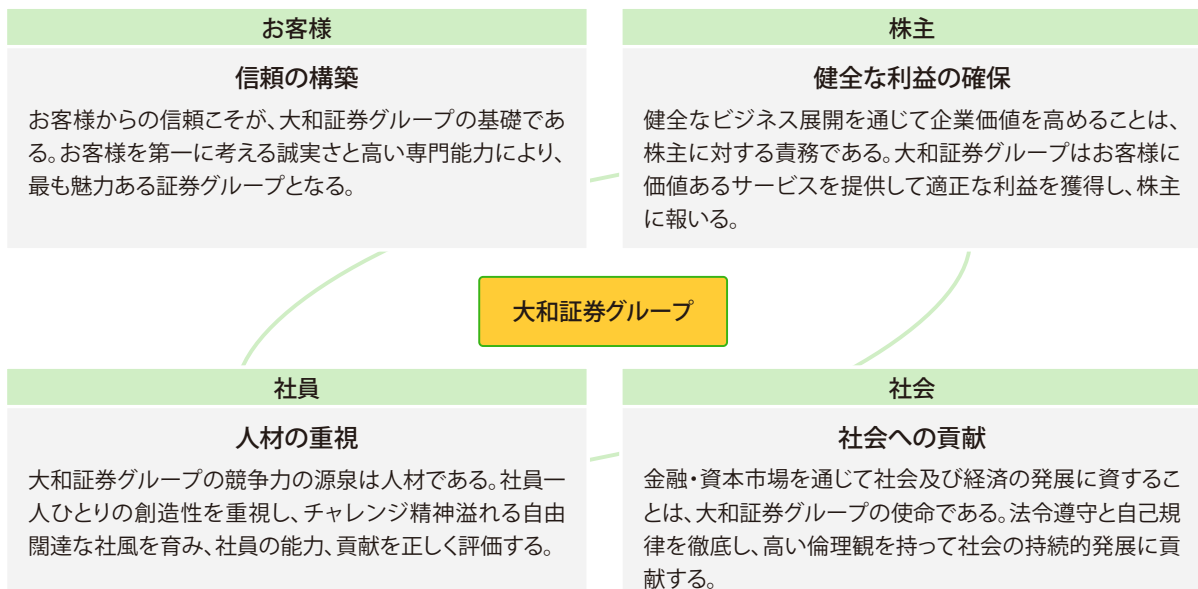 お客様
信頼の構築
お客様からの信頼こそが、大和証券グループの基礎であ
る。お客様を第一に考える誠実さと高い専門能力により、
最も魅力ある証券グループとなる。
株主
健全な利益の確保
健全なビジネス展開を通じて企業価値を高めることは、
株主に対する責務である。大和証券グループはお客様に
価値あるサービスを提供して適正な利益を獲得し、株主
に報いる。
大和証券グループ
社員
人材の重視
大和証券グループの競争力の源泉は人材である。社員一
人ひとりの創造性を重視し、チャレンジ精神溢れる自由
闊達な社風を育み、社員の能力、貢献を正しく評価する。
社会
社会への貢献
金融・資本市場を通じて社会及び経済の発展に資するこ
とは、大和証券グループの使命である。法令遵守と自己規
律を徹底し、高い倫理観を持って社会の持続的発展に貢
献する。